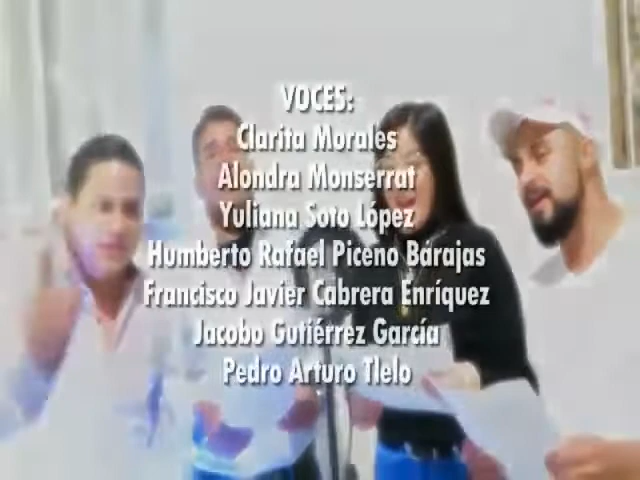 VOCES:
Clarita Morales
Alondra Monserrat
Yuliana Soto López
Humberto Rafael Piceno Barajas
Francisco Javier Cabrera Enríquez
Jacobo Gutiérrez García
Pedro Arturo Tlelo